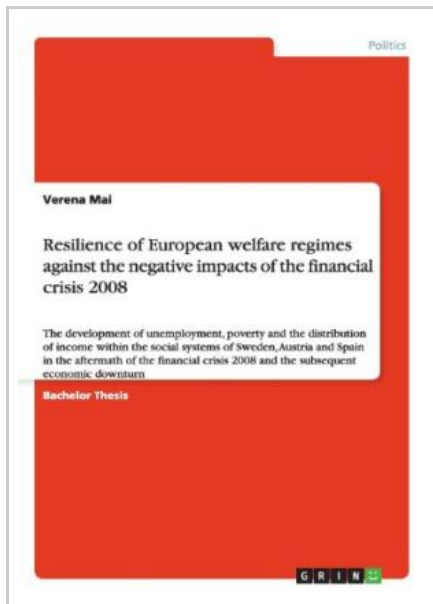 Politics
Verena Mai
Resilience of European welfare regimes
against the negative impacts of the financial
crisis 2008
The development of unemployment, poverty and the distribution
of income within the social systems of Sweden, Austria and Spain
in the aftermath of the financial crisis 2008 and the subsequent
economic downturn
Bachelor Thesis
GRIN